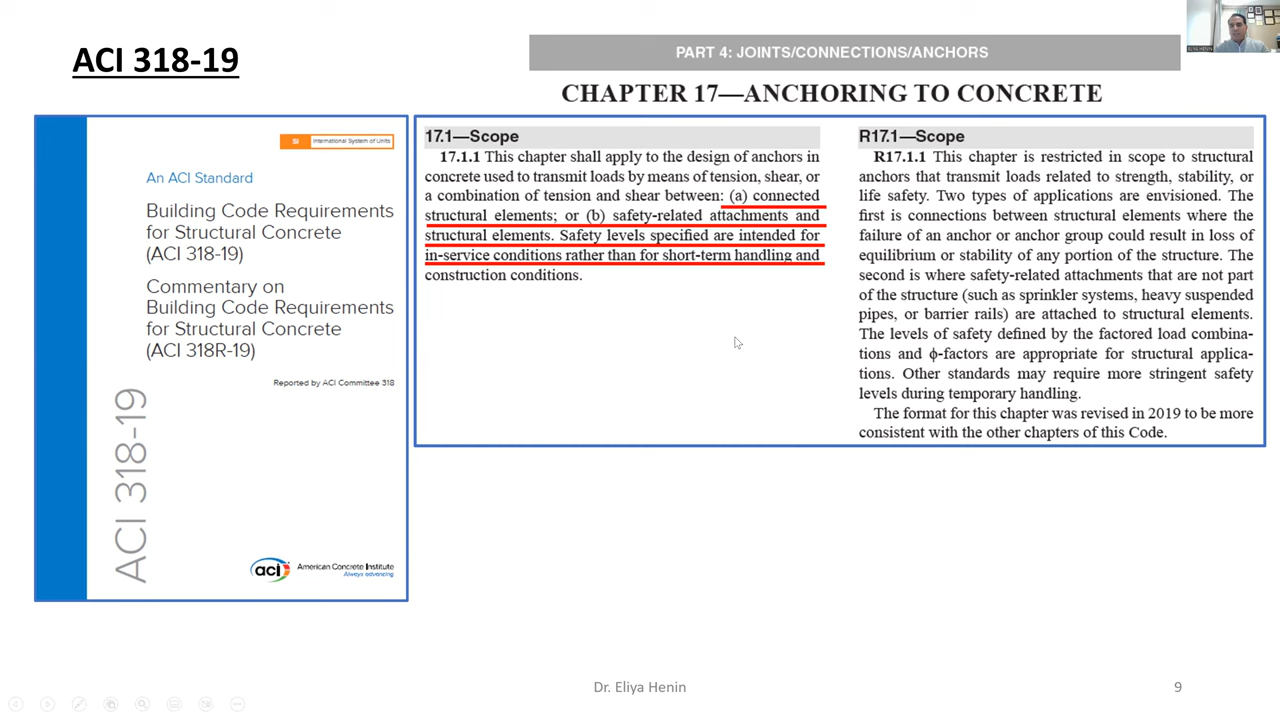 ACI 318-19
PART 4: JOINTS/CONNECTIONS/ANCHORS
CHAPTER 17—ANCHORING TO CONCRETE
SI International System of Units
An ACI Standard
Building Code Requirements
for Structural Concrete
(ACI 318-19)
Commentary on
Building Code Requirements
for Structural Concrete
(ACI 318R-19)
Reported by ACI Committee 318
ACI 318-19
aci American Concrete Institute
Always advancing
17.1—Scope
17.1.1 This chapter shall apply to the design of anchors in
concrete used to transmit loads by means of tension, shear, or
a combination of tension and shear between: (a) connected
structural elements; or (b) safety-related attachments and
structural elements. Safety levels specified are intended for
in-service conditions rather than for short-term handling and
construction conditions.
R17.1—Scope
R17.1.1 This chapter is restricted in scope to structural
anchors that transmit loads related to strength, stability, or
life safety. Two types of applications are envisioned. The
first is connections between structural elements where the
failure of an anchor or anchor group could result in loss of
equilibrium or stability of any portion of the structure. The
second is where safety-related attachments that are not part
of the structure (such as sprinkler systems, heavy suspended
pipes, or barrier rails) are attached to structural elements.
The levels of safety defined by the factored load combina-
tions and ϕ-factors are appropriate for structural applica-
tions. Other standards may require more stringent safety
levels during temporary handling.
The format for this chapter was revised in 2019 to be more
consistent with the other chapters of this Code.
Dr. Eliya Henin
9